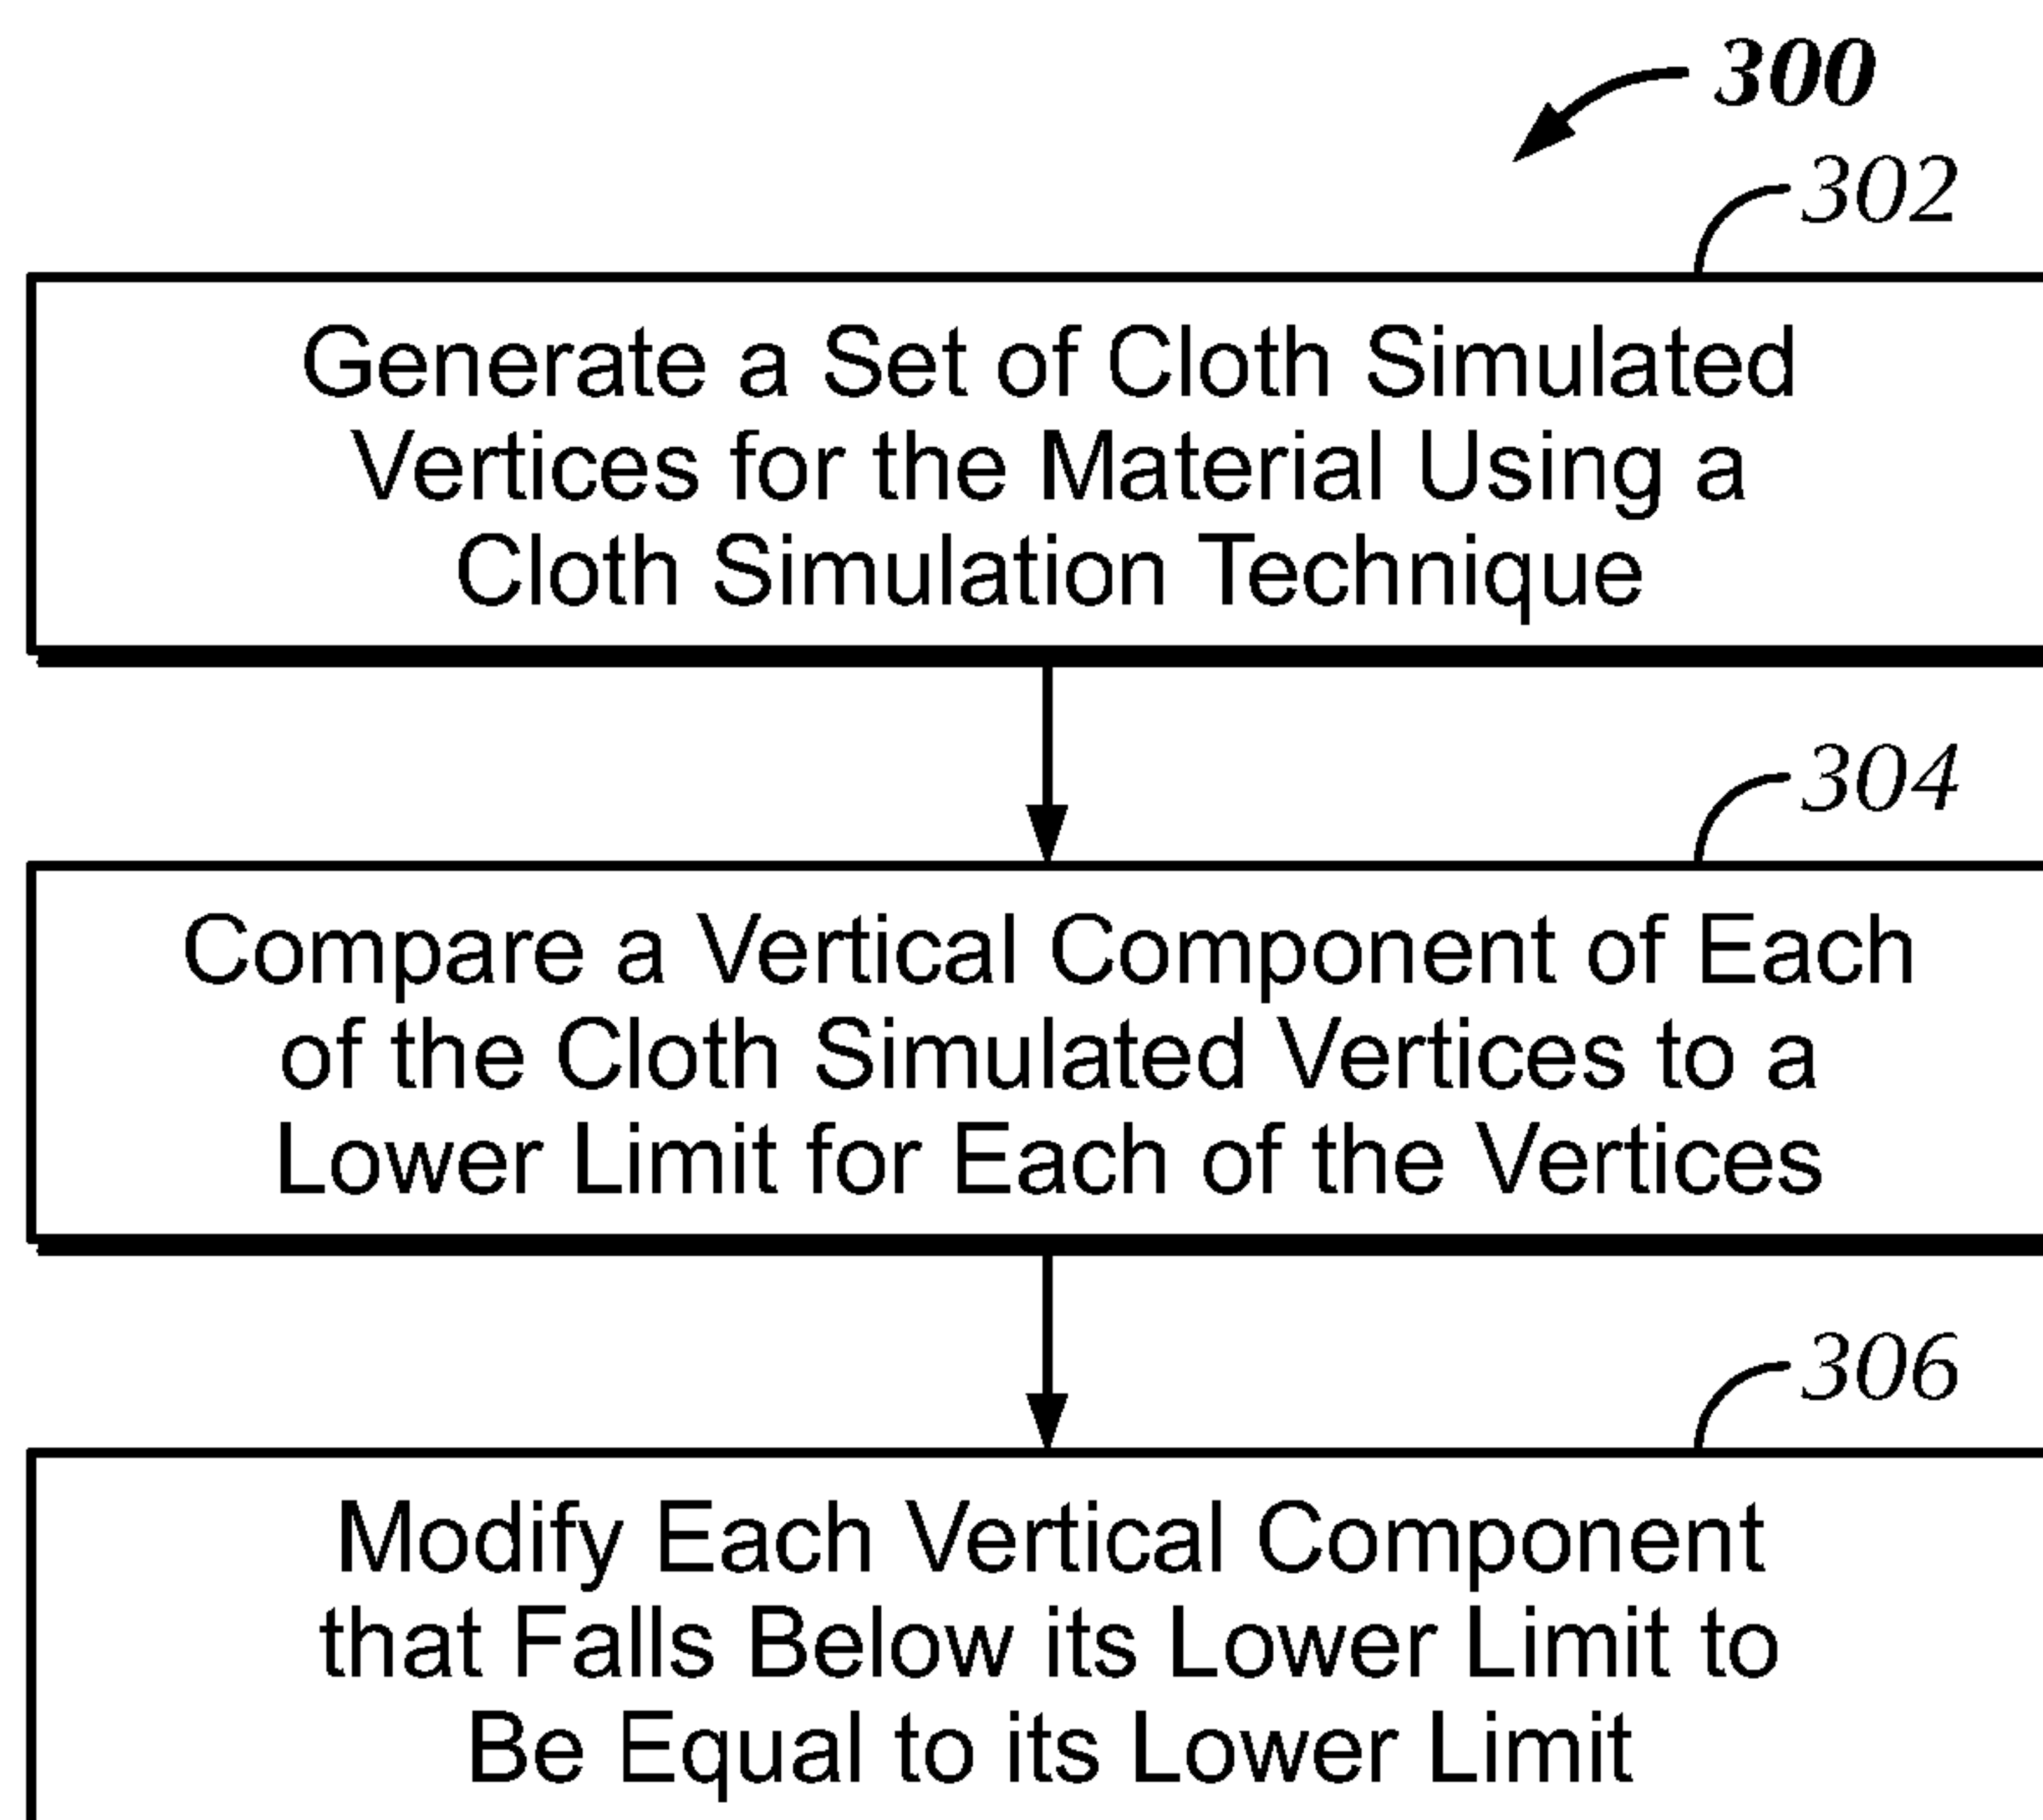 300
302
Generate a Set of Cloth Simulated
Vertices for the Material Using a
Cloth Simulation Technique
304
Compare a Vertical Component of Each
of the Cloth Simulated Vertices to a
Lower Limit for Each of the Vertices
306
Modify Each Vertical Component
that Falls Below its Lower Limit to
Be Equal to its Lower Limit